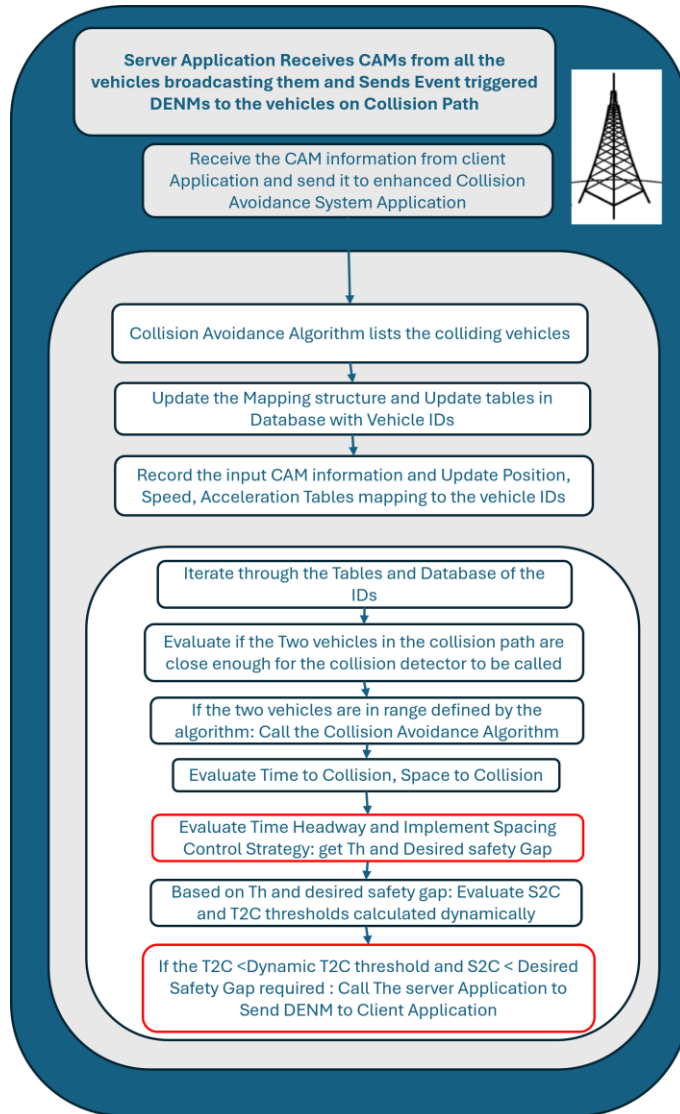 Server Application Receives CAMs from all the
vehicles broadcasting them and Sends Event triggered
DENMs to the vehicles on Collision Path
Receive the CAM information from client
Application and send it to enhanced Collision
Avoidance System Application
Collision Avoidance Algorithm lists the colliding vehicles
Update the Mapping structure and Update tables in
Database with Vehicle IDs
Record the input CAM information and Update Position,
Speed, Acceleration Tables mapping to the vehicle IDs
Iterate through the Tables and Database of the
IDs
Evaluate if the Two vehicles in the collision path are
close enough for the collision detector to be called
If the two vehicles are in range defined by the
algorithm: Call the Collision Avoidance Algorithm
Evaluate Time to Collision, Space to Collision
Evaluate Time Headway and Implement Spacing
Control Strategy: get Th and Desired safety Gap
Based on Th and desired safety gap: Evaluate S2C
and T2C thresholds calculated dynamically
If the T2C <Dynamic T2C threshold and S2C < Desired
Safety Gap required : Call The server Application to
Send DENM to Client Application